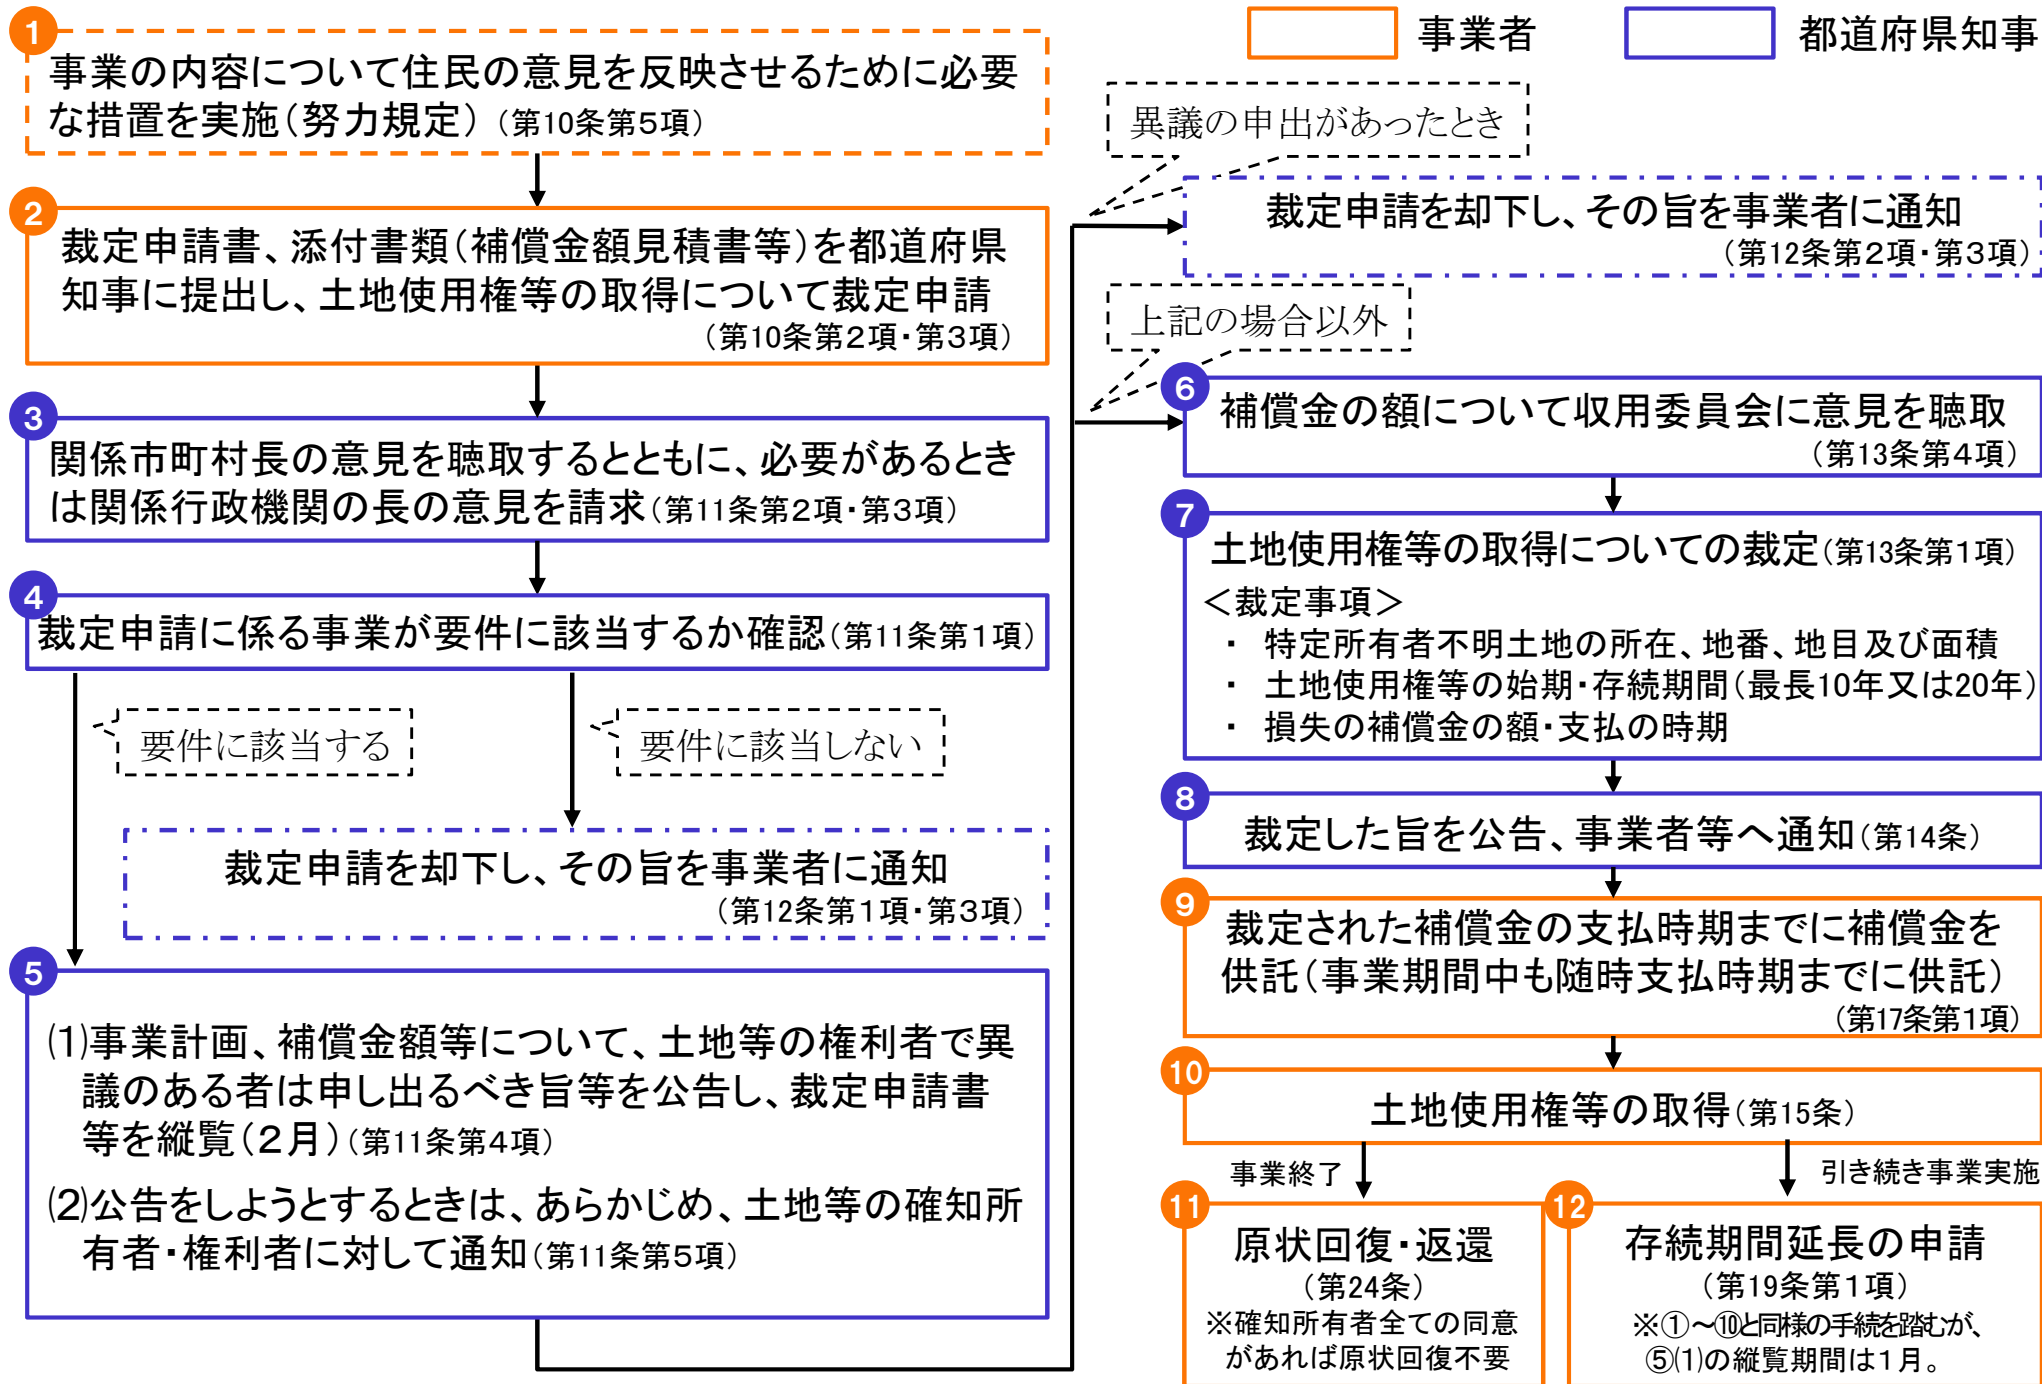 1
事業の内容について住民の意見を反映させるために必要
な措置を実施(努力規定)(第10条第5項)
2
裁定申請書、添付書類(補償金額見積書等)を都道府県
知事に提出し、土地使用権等の取得について裁定申請
(第10条第2項・第3項)
3
関係市町村長の意見を聴取するとともに、必要があるとき
は関係行政機関の長の意見を請求(第11条第2項・第3項)
4
裁定申請に係る事業が要件に該当するか確認(第11条第1項)
要件に該当する
要件に該当しない
裁定申請を却下し、その旨を事業者に通知
(第12条第1項・第3項)
5
⑴事業計画、補償金額等について、土地等の権利者で異
議のある者は申し出るべき旨等を公告し、裁定申請書
等を縦覧(2月)(第11条第4項)
⑵公告をしようとするときは、あらかじめ、土地等の確知所
有者・権利者に対して通知(第11条第5項)
事業者
都道府県知事
異議の申出があったとき
裁定申請を却下し、その旨を事業者に通知
(第12条第2項・第3項)
上記の場合以外
6
補償金の額について収用委員会に意見を聴取
(第13条第4項)
7
土地使用権等の取得についての裁定(第13条第1項)
<裁定事項>
・ 特定所有者不明土地の所在、地番、地目及び面積
・ 土地使用権等の始期・存続期間(最長10年又は20年)
・ 損失の補償金の額・支払の時期
8
裁定した旨を公告、事業者等へ通知(第14条)
9
裁定された補償金の支払時期までに補償金を
供託(事業期間中も随時支払時期までに供託)
(第17条第1項)
10
土地使用権等の取得(第15条)
事業終了
引き続き事業実施
11
原状回復・返還
(第24条)
※確知所有者全ての同意
があれば原状回復不要
12
存続期間延長の申請
(第19条第1項)
※①~⑩と同様の手続を踏むが、
⑤⑴の縦覧期間は1月。